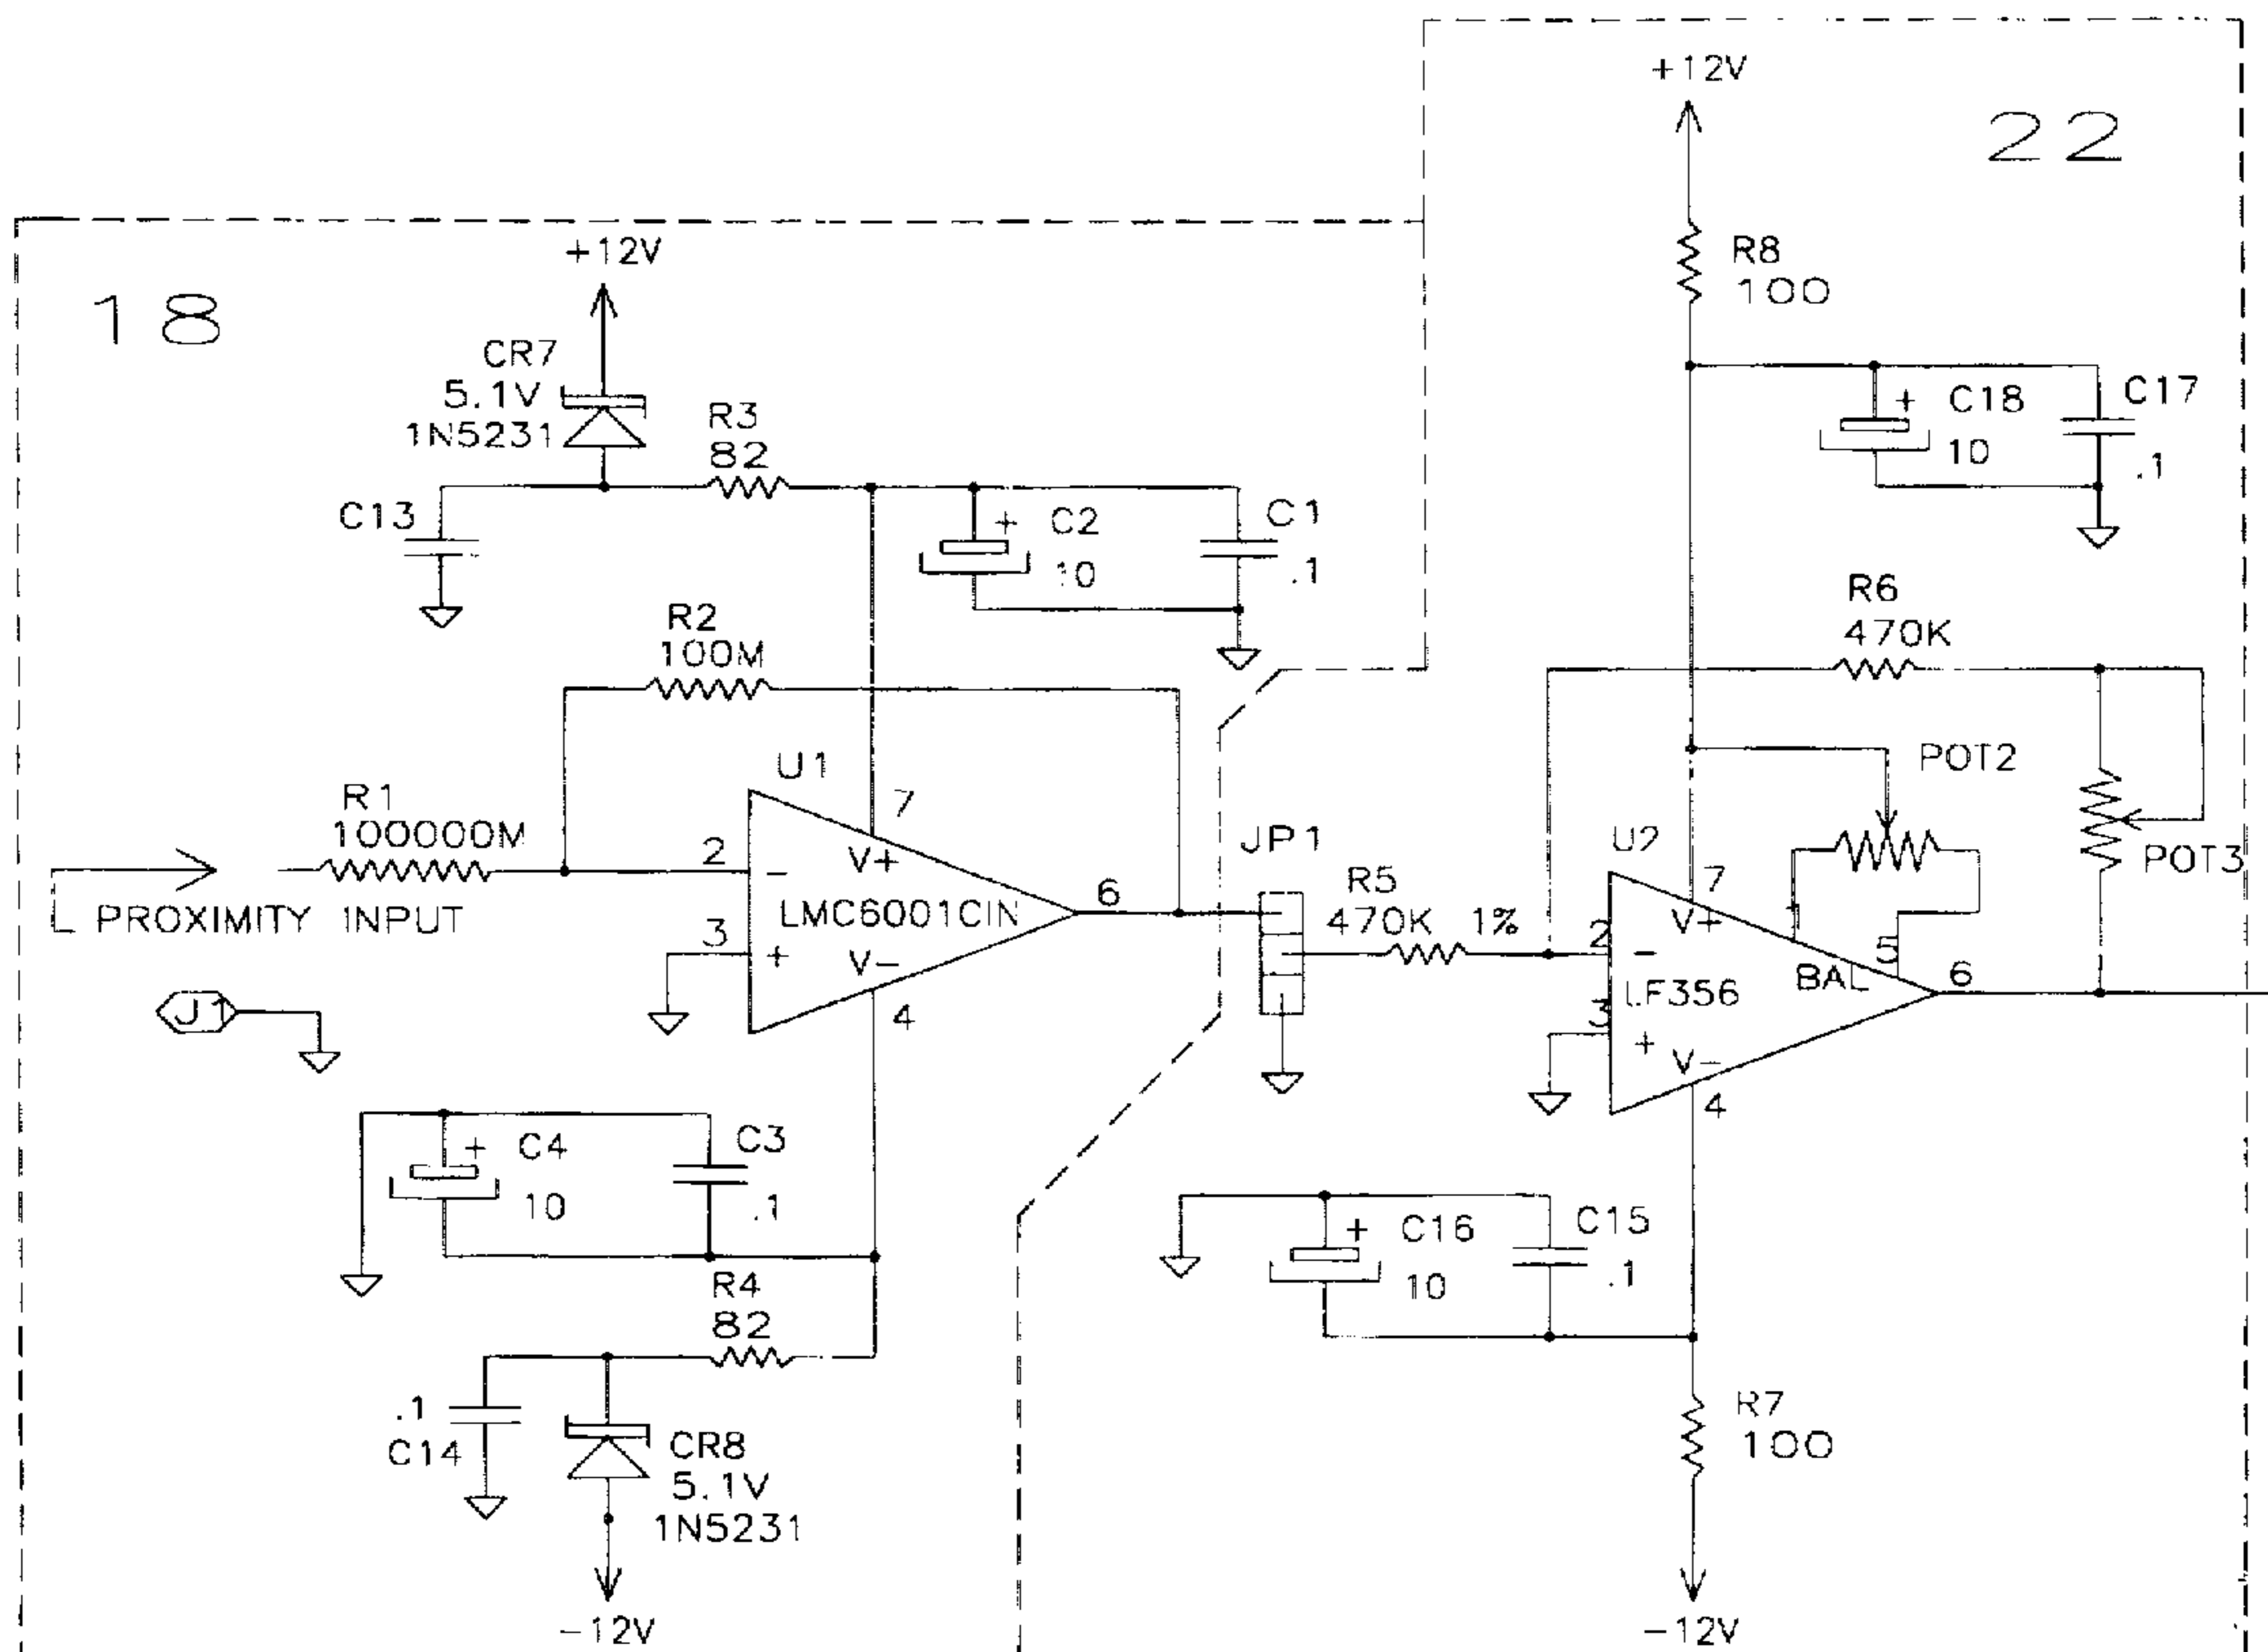 +12V
22
+12V
18
R8
100
CR7
5.1V
1N5231
R3
82
+
C18
10
C17
.1
C13
+
C2
10
C1
.1
R2
100M
R6
470K
U1
POT2
R1
100000M
7
2
V+
-
LMC6001CIN
6
PROXIMITY INPUT
3
+
V-
4
J1
JP1
R5
470K 1%
U2
7
V+
1
POT3
2
-
LF356
BAL
5
6
3
+
V-
4
+
C4
10
C3
.1
+
C16
10
C15
.1
R4
82
.1
C14
CR8
5.1V
1N5231
R7
100
-12V
-12V